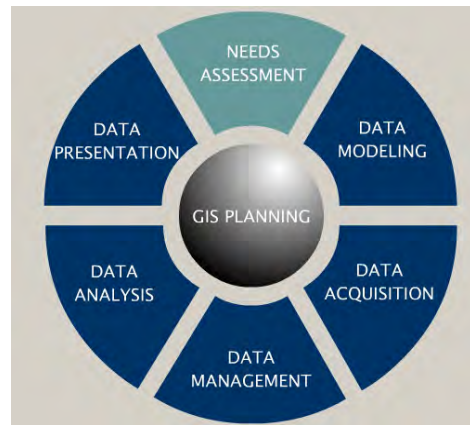 NEEDS
ASSESSMENT
DATA
MODELING
DATA
ACQUISITION
DATA
MANAGEMENT
DATA
ANALYSIS
DATA
PRESENTATION
GIS PLANNING